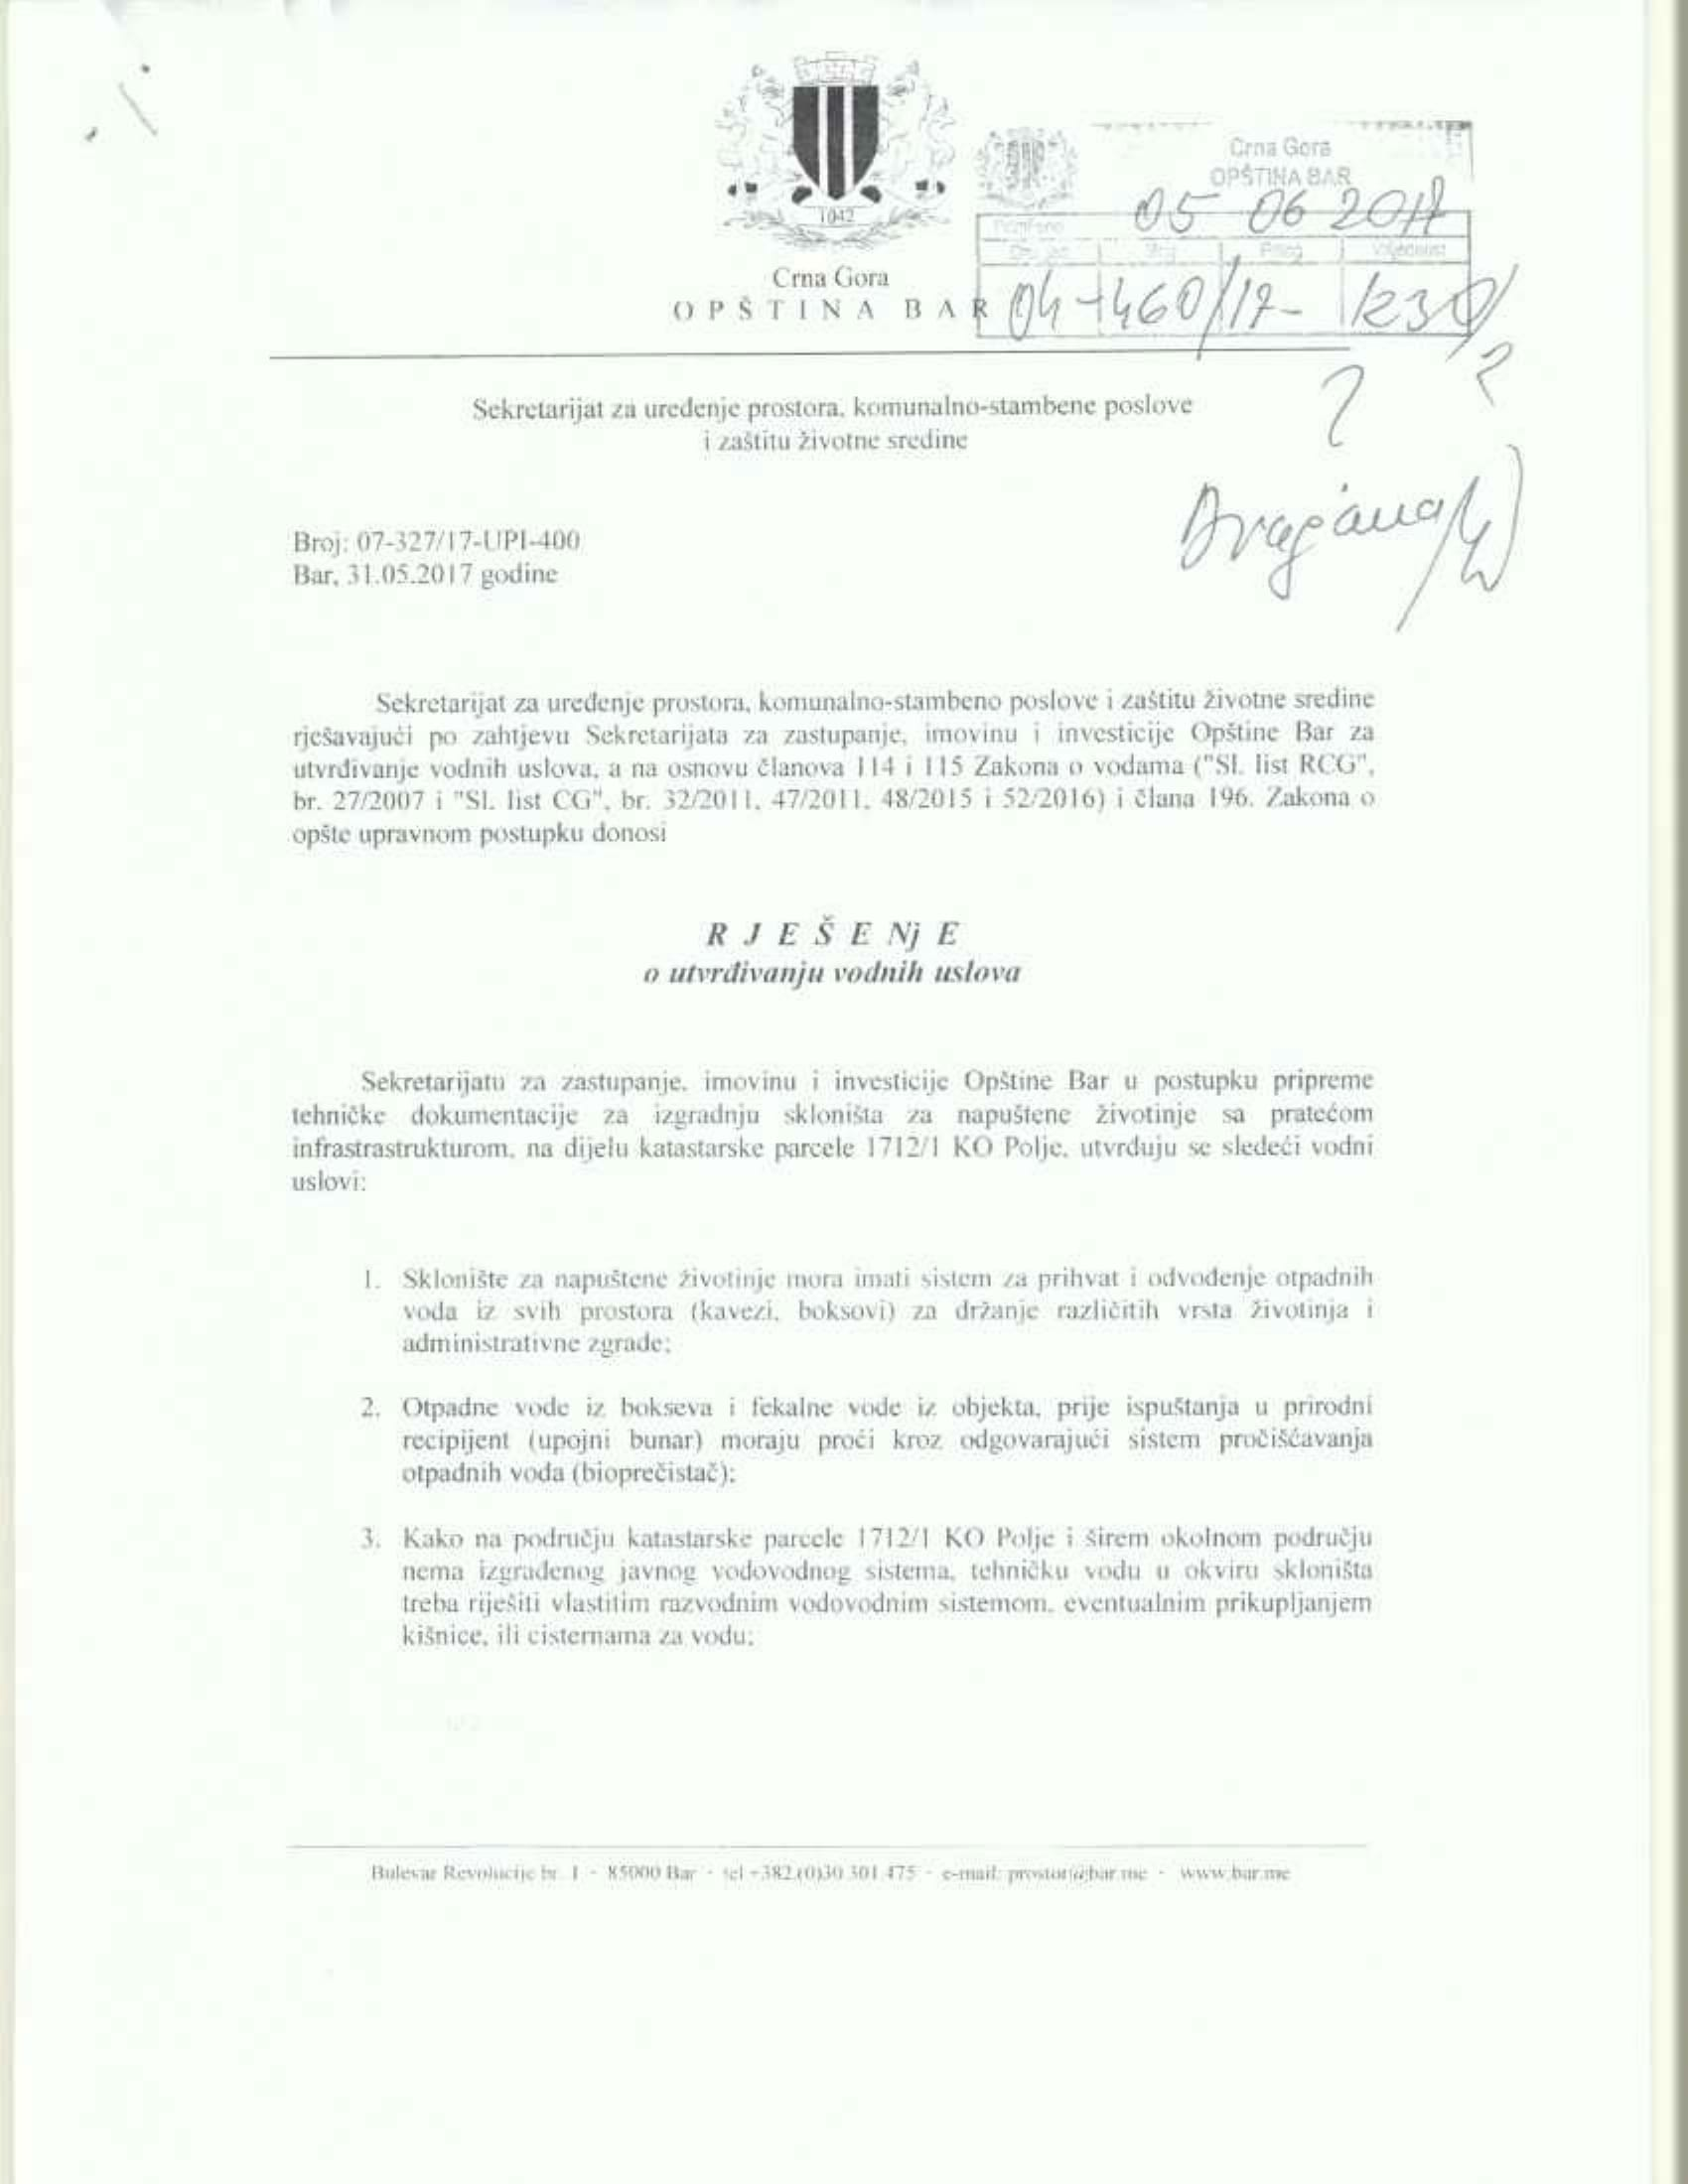 1042
Crna Gora
OPŠTINA BAR
Crna Gora
OPŠTINA BAR
05 06 2017
Prilog
04-1460/17-
Sekretarijat za uređenje prostora, komunalno-stambene poslove
i zaštitu životne sredine
Broj: 07-327/17-UPI-400
Bar, 31.05.2017 godine
Sekretarijat za uređenje prostora, komunalno-stambeno poslove i zaštitu životne sredine
rješavajući po zahtjevu Sekretarijata za zastupanje, imovinu i investicije Opštine Bar za
utvrđivanje vodnih uslova, a na osnovu članova 114 i 115 Zakona o vodama ("Sl. list RCG",
br. 27/2007 i "Sl. list CG", br. 32/2011, 47/2011, 48/2015 i 52/2016) i člana 196. Zakona o
opšte upravnom postupku donosi
R J E Š E Nj E
o utvrđivanju vodnih uslova
Sekretarijatu za zastupanje, imovinu i investicije Opštine Bar u postupku pripreme
tehničke dokumentacije za izgradnju skloništa za napuštene životinje sa pratećom
infrastrastrukturom, na dijelu katastarske parcele 1712/1 KO Polje, utvrđuju se sledeći vodni
uslovi:
1. Sklonište za napuštene životinje mora imati sistem za prihvat i odvođenje otpadnih
voda iz svih prostora (kavezi, boksovi) za držanje različitih vrsta životinja i
administrativne zgrade;
2. Otpadne vode iz bokseva i fekalne vode iz objekta, prije ispuštanja u prirodni
recipijent (upojni bunar) moraju proći kroz odgovarajući sistem pročišćavanja
otpadnih voda (bioprečistač);
3. Kako na području katastarske parcele 1712/1 KO Polje i širem okolnom području
nema izgrađenog javnog vodovodnog sistema, tehničku vodu u okviru skloništa
treba riješiti vlastitim razvodnim vodovodnim sistemom, eventualnim prikupljanjem
kišnice, ili cisternama za vodu;
Bulevar Revolucije br. 1 - 85000 Bar - tel +382 (0)30 301 475 - e-mail: prostor@bar.me - www.bar.me